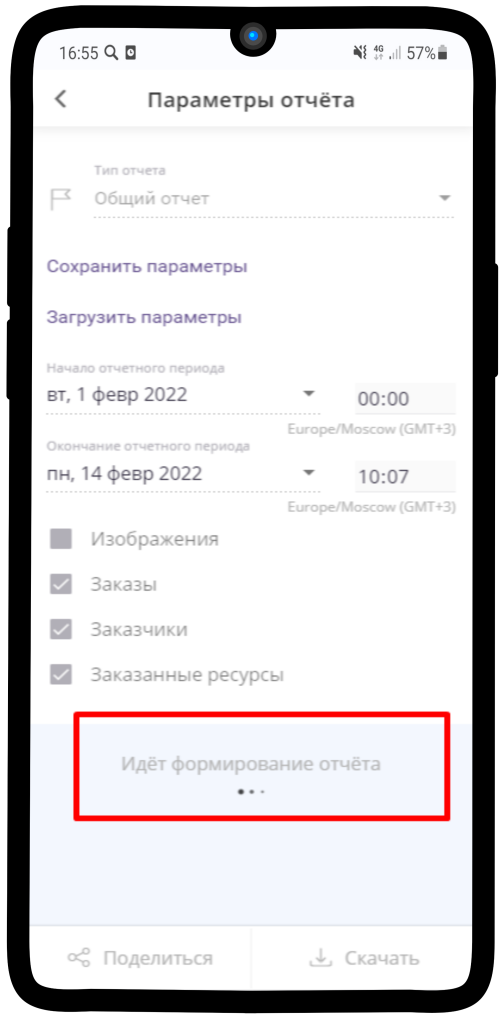 16:55 4G 57%
Параметры отчёта
Тип отчета
Общий отчет
Сохранить параметры
Загрузить параметры
Начало отчетного периода
вт, 1 февр 2022 00:00
Europe/Moscow (GMT+3)
Окончание отчетного периода
пн, 14 февр 2022 10:07
Europe/Moscow (GMT+3)
Изображения
Заказы
Заказчики
Заказанные ресурсы
Идёт формирование отчёта
Поделиться Скачать